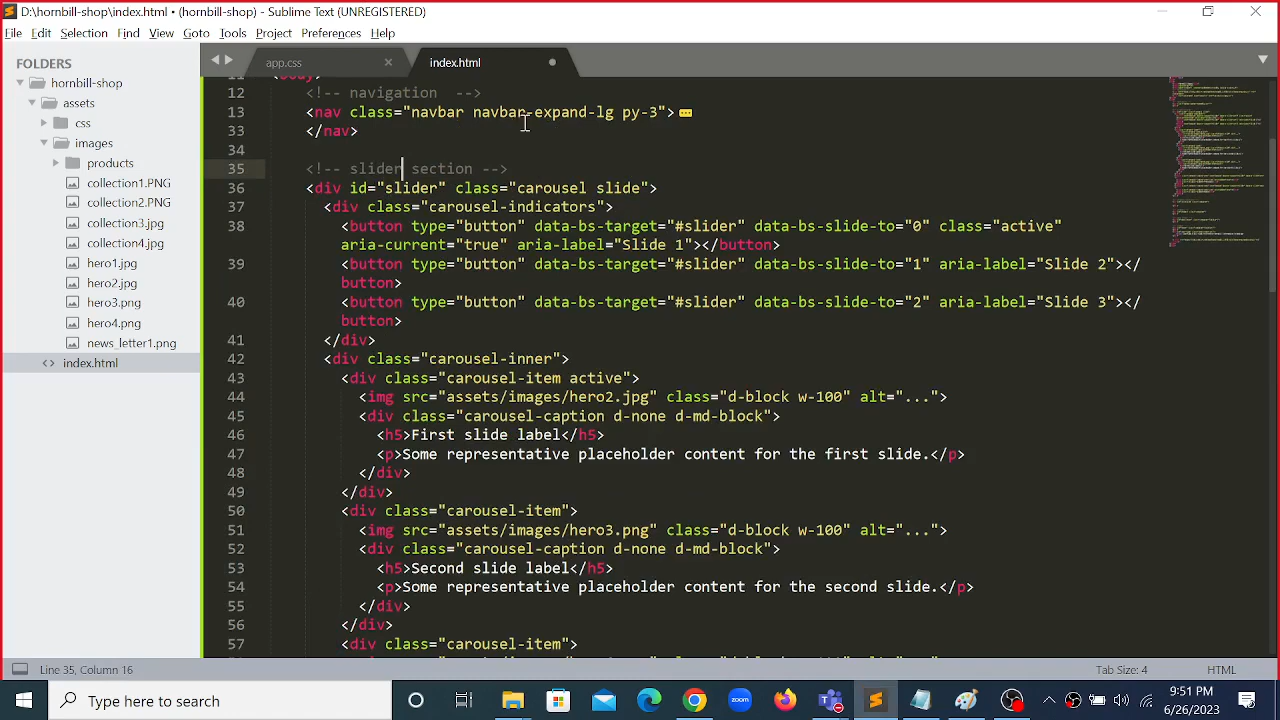 D:\hornbill-shop\index.html • (hornbill-shop) - Sublime Text (UNREGISTERED)
File Edit Selection Find View Goto Tools Project Preferences Help
FOLDERS
hornbill-shop
assets
images
products
collection1.PNG
collection2.PNG
collection3.jpg
collection4.jpg
hero1.jpg
hero2.jpg
hero3.png
hero4.png
news_letter1.png
<> index.html
app.css
index.html
11 <body>
12 <!-- navigation  -->
13 <nav class="navbar navbar-expand-lg py-3">
33 </nav>
34
35 <!-- slider section -->
36 <div id="slider" class="carousel slide">
37 <div class="carousel-indicators">
38 <button type="button" data-bs-target="#slider" data-bs-slide-to="0" class="active"
aria-current="true" aria-label="Slide 1"></button>
39 <button type="button" data-bs-target="#slider" data-bs-slide-to="1" aria-label="Slide 2"></
button>
40 <button type="button" data-bs-target="#slider" data-bs-slide-to="2" aria-label="Slide 3"></
button>
41 </div>
42 <div class="carousel-inner">
43 <div class="carousel-item active">
44 <img src="assets/images/hero2.jpg" class="d-block w-100" alt="...">
45 <div class="carousel-caption d-none d-md-block">
46 <h5>First slide label</h5>
47 <p>Some representative placeholder content for the first slide.</p>
48 </div>
49 </div>
50 <div class="carousel-item">
51 <img src="assets/images/hero3.png" class="d-block w-100" alt="...">
52 <div class="carousel-caption d-none d-md-block">
53 <h5>Second slide label</h5>
54 <p>Some representative placeholder content for the second slide.</p>
55 </div>
56 </div>
57 <div class="carousel-item">
Line 35, Column 16
Tab Size: 4
HTML
Type here to search
zoom
9:51 PM
6/26/2023